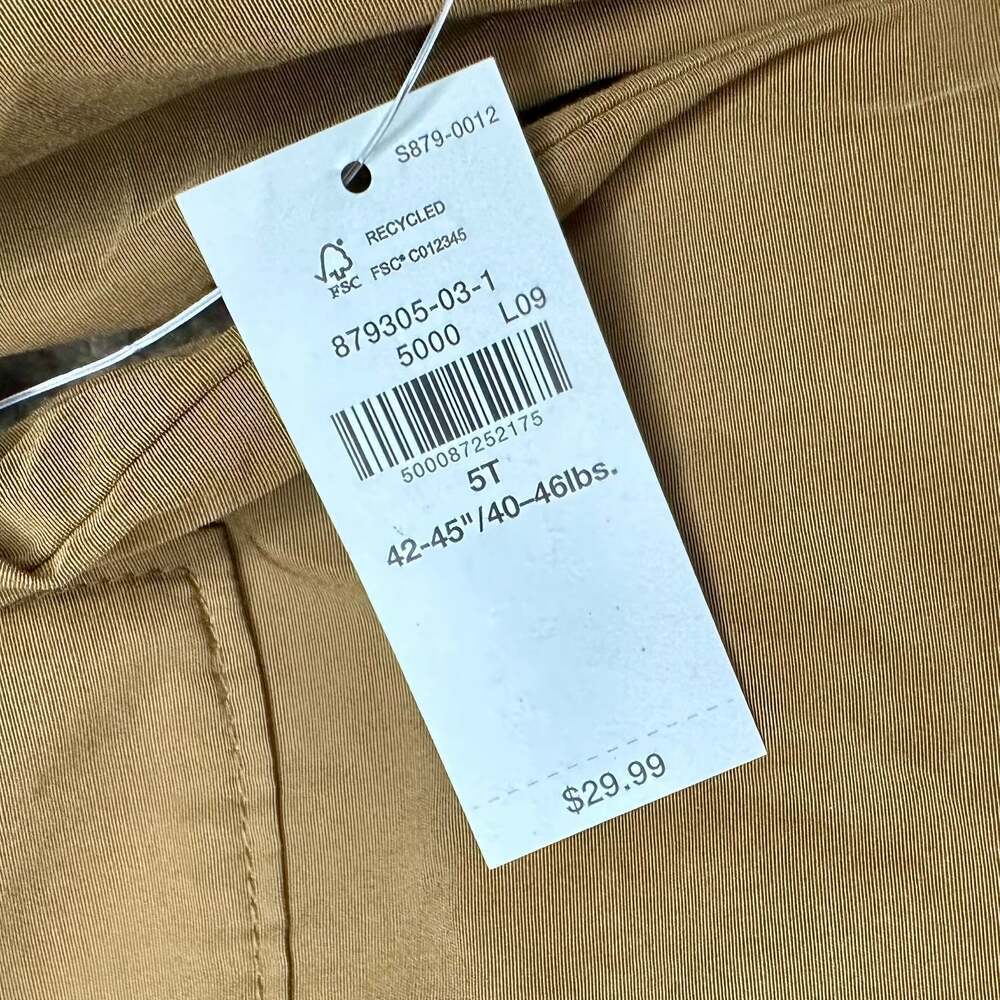 S879-0012
RECYCLED
FSC® C012345
FSC
879305-03-1
5000 L09
500087252175
5T
42-45"/40–46lbs.
$29.99